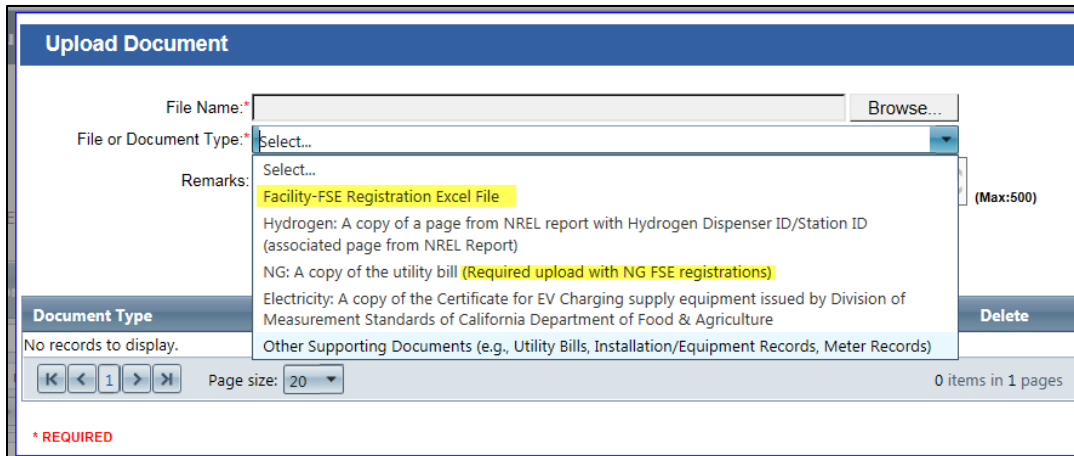 Upload Document
File Name:* Browse...
File or Document Type:* Select...
Remarks: (Max:500)
Select...
Facility-FSE Registration Excel File
Hydrogen: A copy of a page from NREL report with Hydrogen Dispenser ID/Station ID
(associated page from NREL Report)
NG: A copy of the utility bill (Required upload with NG FSE registrations)
Electricity: A copy of the Certificate for EV Charging supply equipment issued by Division of
Measurement Standards of California Department of Food & Agriculture
Other Supporting Documents (e.g., Utility Bills, Installation/Equipment Records, Meter Records)
Document Type Delete
No records to display.
1 Page size: 20 0 items in 1 pages
* REQUIRED